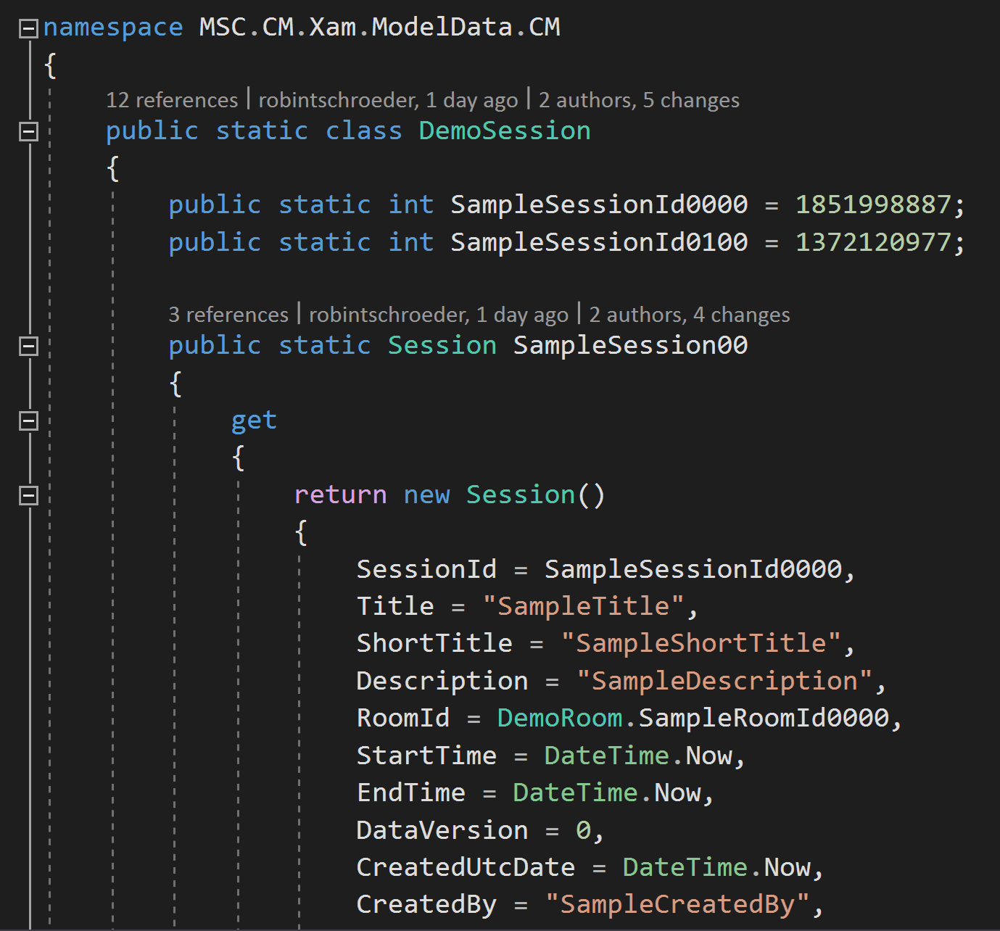 namespace MSC.CM.Xam.ModelData.CM
{
12 references | robintschroeder, 1 day ago | 2 authors, 5 changes
public static class DemoSession
{
public static int SampleSessionId0000 = 1851998887;
public static int SampleSessionId0100 = 1372120977;
3 references | robintschroeder, 1 day ago | 2 authors, 4 changes
public static Session SampleSession00
{
get
{
return new Session()
{
SessionId = SampleSessionId0000,
Title = "SampleTitle",
ShortTitle = "SampleShortTitle",
Description = "SampleDescription",
RoomId = DemoRoom.SampleRoomId0000,
StartTime = DateTime.Now,
EndTime = DateTime.Now,
DataVersion = 0,
CreatedUtcDate = DateTime.Now,
CreatedBy = "SampleCreatedBy",